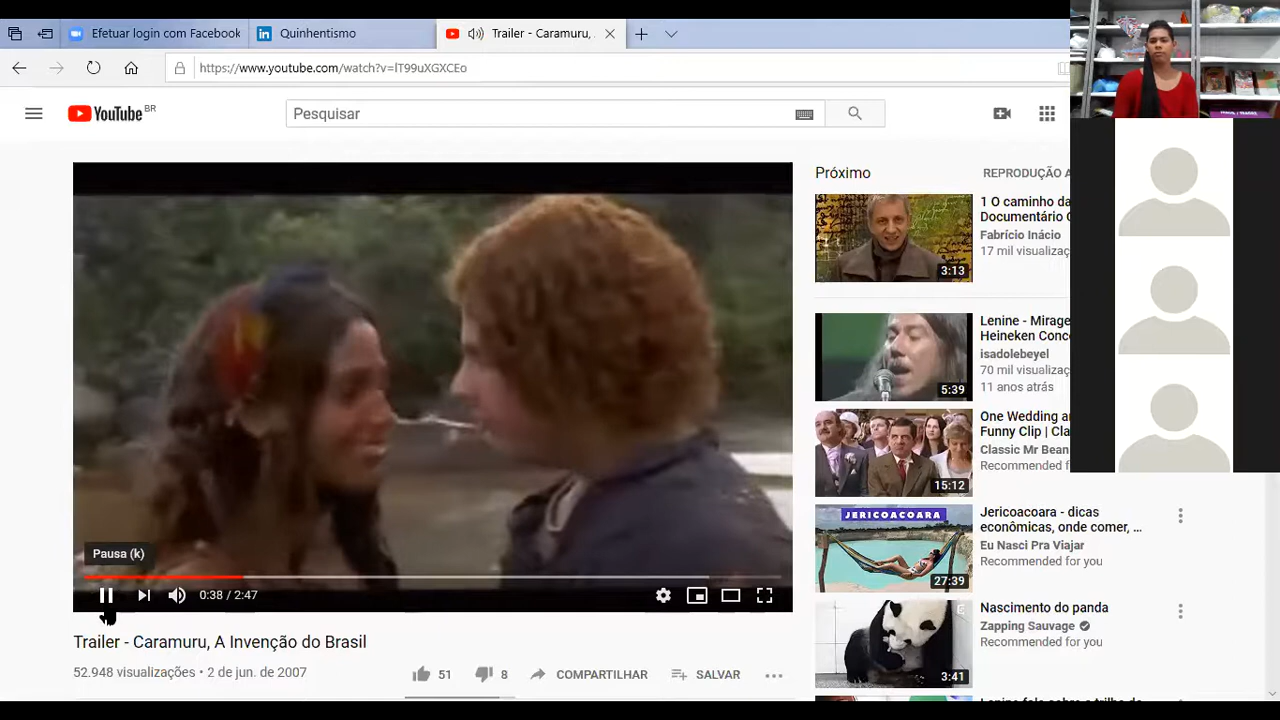 Efetuar login com Facebook
Quinhentismo
Trailer - Caramuru,
https://www.youtube.com/watch?v=lT99uXGXCEo
YouTube BR
Pesquisar
Próximo
REPRODUÇÃO A
1 O caminho da
Documentário
Fabrício Inácio
17 mil visualizaç
3:13
Lenine - Mirage
Heineken Conc
isadolebeyel
70 mil visualizaç
11 anos atrás
5:39
One Wedding a
Funny Clip | Cla
Classic Mr Bean
Recommended f
15:12
JERICOACOARA
Jericoacoara - dicas
econômicas, onde comer, ...
Eu Nasci Pra Viajar
Recommended for you
27:39
Nascimento do panda
Zapping Sauvage
Recommended for you
3:41
Pausa (k)
0:38 / 2:47
Trailer - Caramuru, A Invenção do Brasil
52.948 visualizações • 2 de jun. de 2007
51
8
COMPARTILHAR
SALVAR